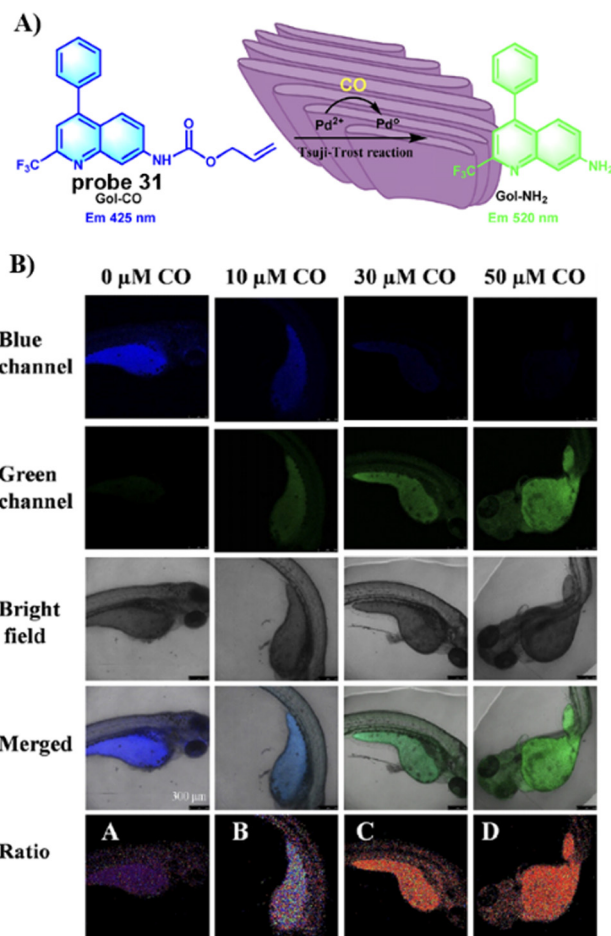 A)
O
NH
O
F₃C
N
probe 31
Gol-CO
Em 425 nm
CO
Pd²⁺
Pd⁰
Tsuji-Trost reaction
F₃C
N
NH₂
Gol-NH₂
Em 520 nm
B)
0 µM CO 10 µM CO 30 µM CO 50 µM CO
Blue
channel
Green
channel
Bright
field
Merged
300 µm
Ratio
A B C D